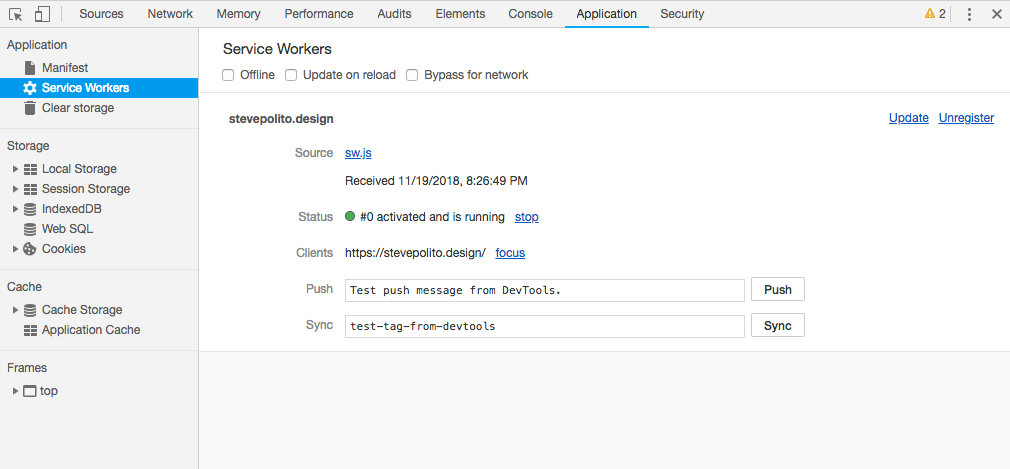 Sources Network Memory Performance Audits Elements Console Application Security 2
Application
Manifest
Service Workers
Clear storage
Storage
Local Storage
Session Storage
IndexedDB
Web SQL
Cookies
Cache
Cache Storage
Application Cache
Frames
top
Service Workers
Offline Update on reload Bypass for network
stevepolito.design Update Unregister
Source sw.js
Received 11/19/2018, 8:26:49 PM
Status #0 activated and is running stop
Clients https://stevepolito.design/ focus
Push Test push message from DevTools. Push
Sync test-tag-from-devtools Sync